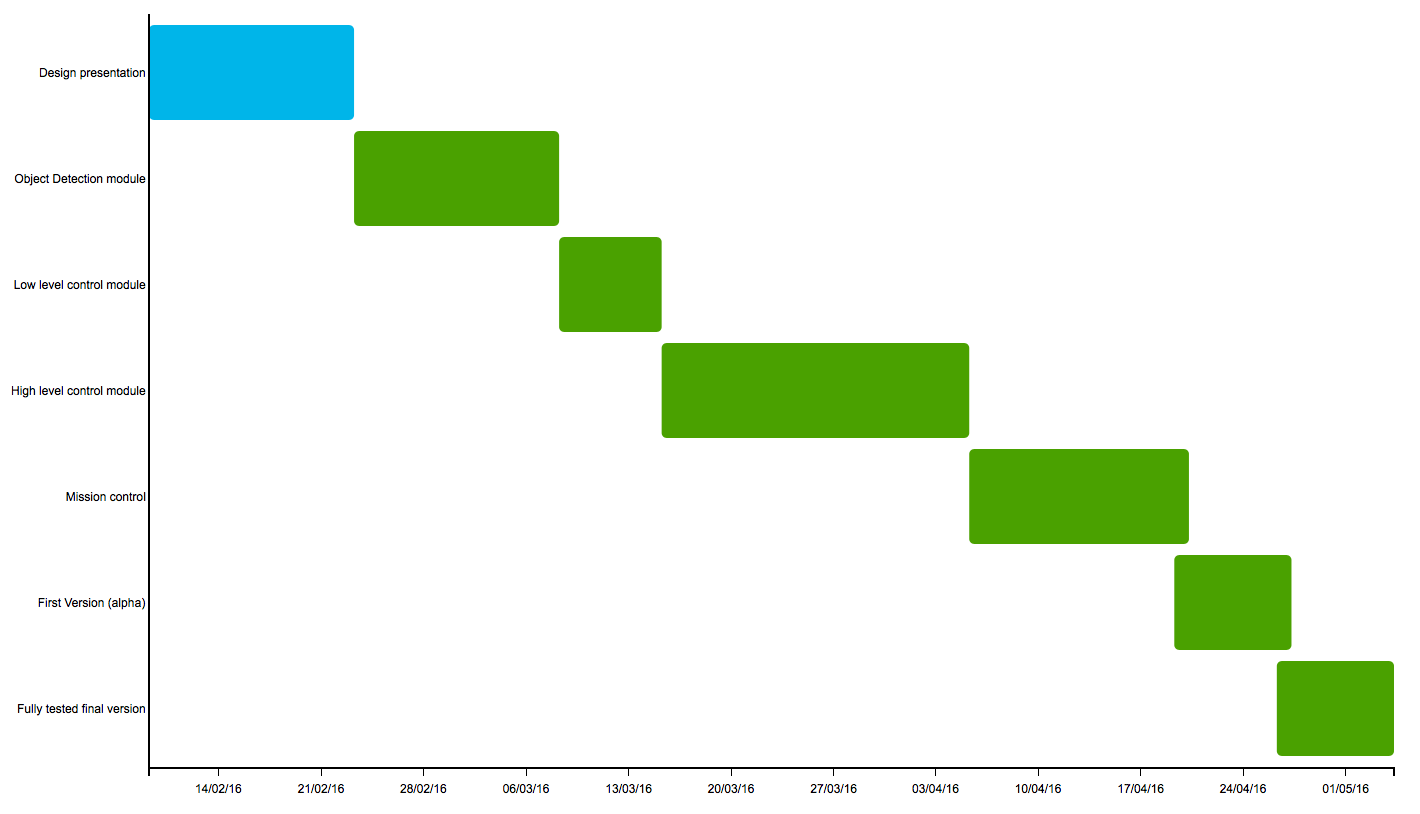 Design presentation
Object Detection module
Low level control module
High level control module
Mission control
First Version (alpha)
Fully tested final version
14/02/16 21/02/16 28/02/16 06/03/16 13/03/16 20/03/16 27/03/16 03/04/16 10/04/16 17/04/16 24/04/16 01/05/16